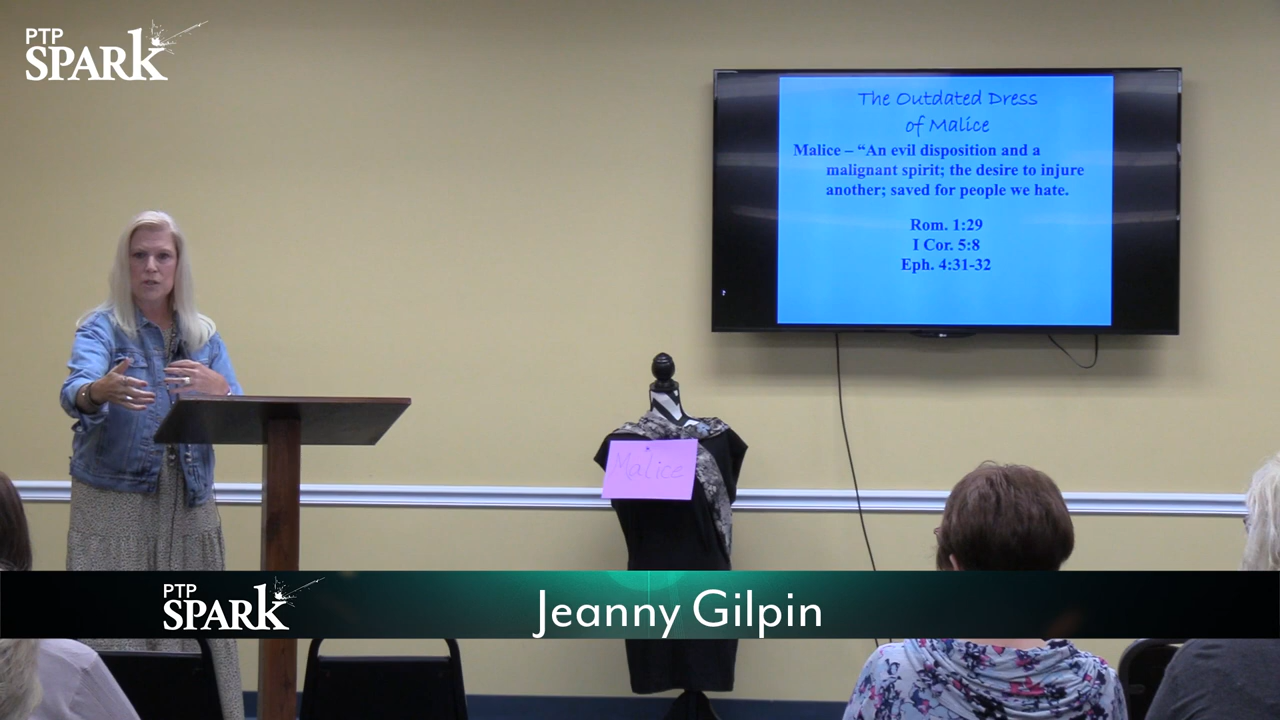 PTP
SPARK
The Outdated Dress
of Malice
Malice – “An evil disposition and a
malignant spirit; the desire to injure
another; saved for people we hate.
Rom. 1:29
I Cor. 5:8
Eph. 4:31-32
Malice
PTP
SPARK
Jeanny Gilpin